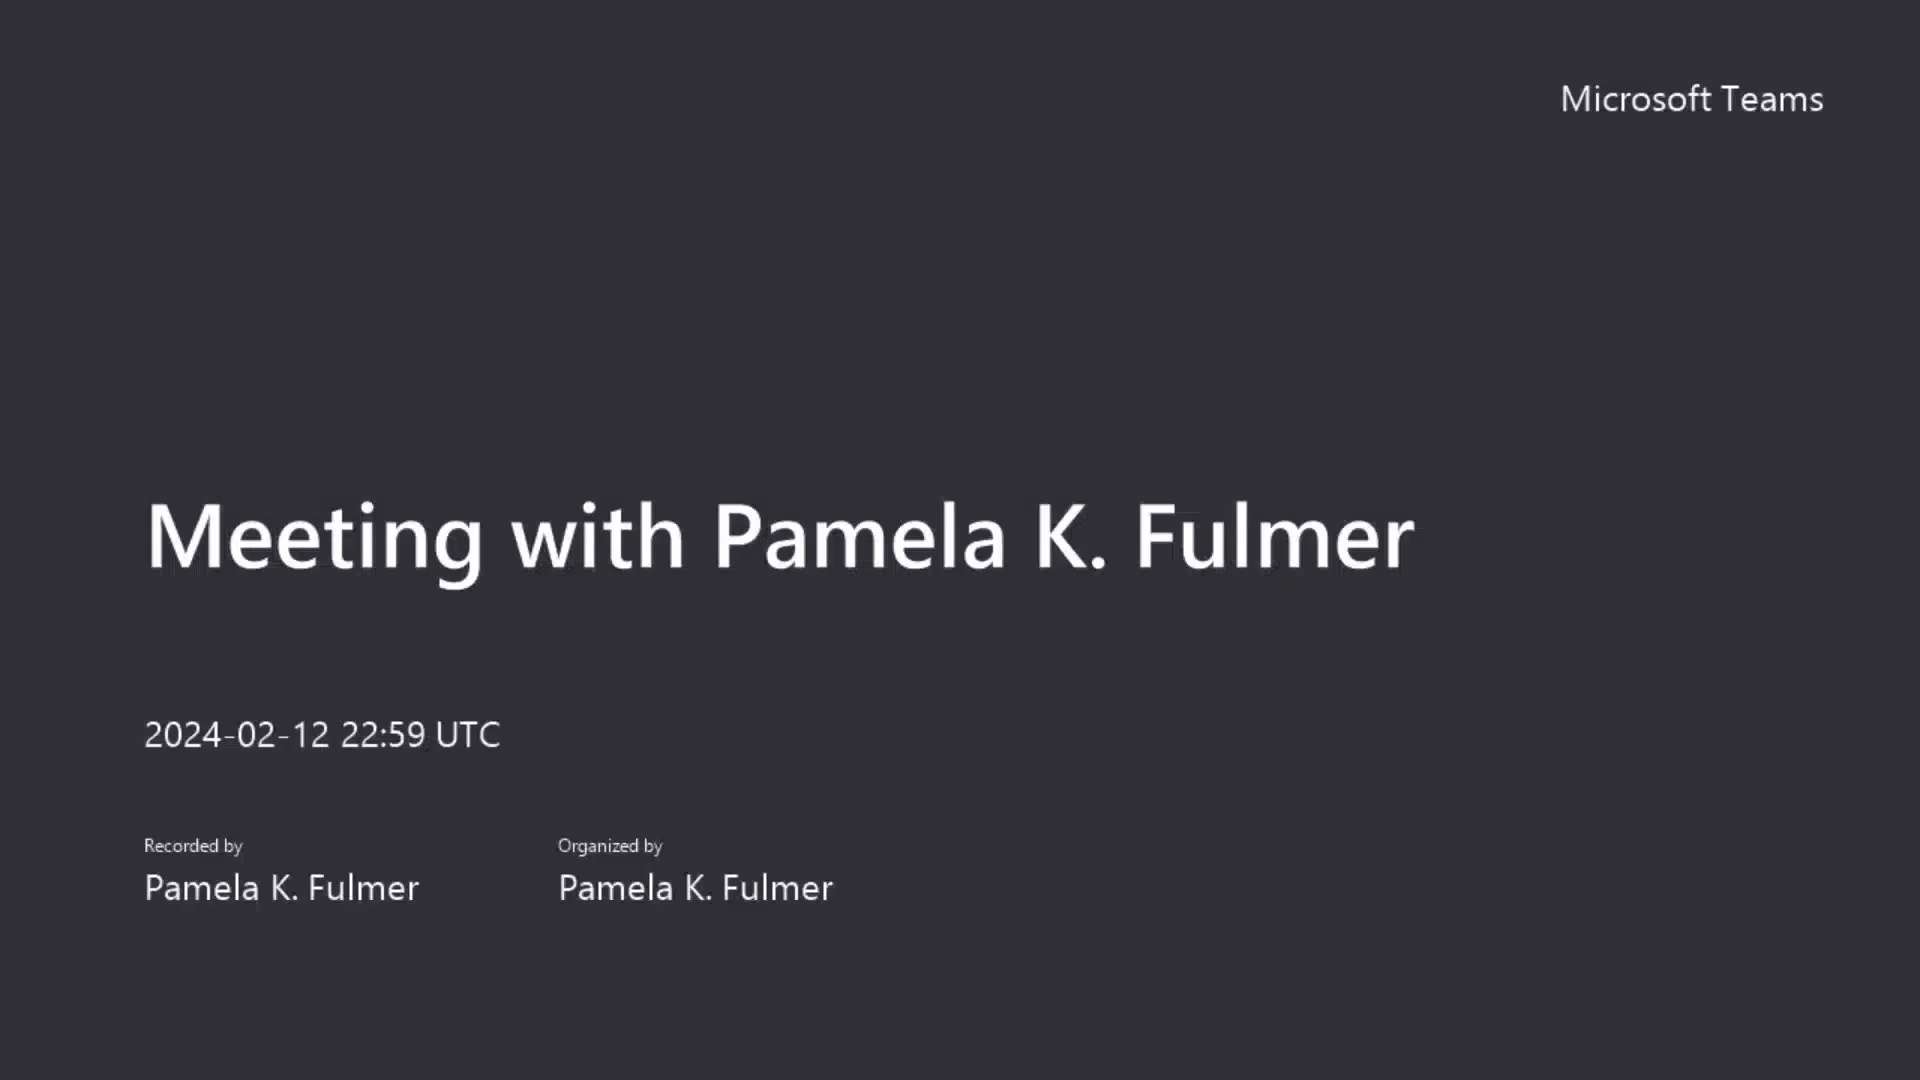 Microsoft Teams
Meeting with Pamela K. Fulmer
2024-02-12 22:59 UTC
Recorded by
Pamela K. Fulmer
Organized by
Pamela K. Fulmer